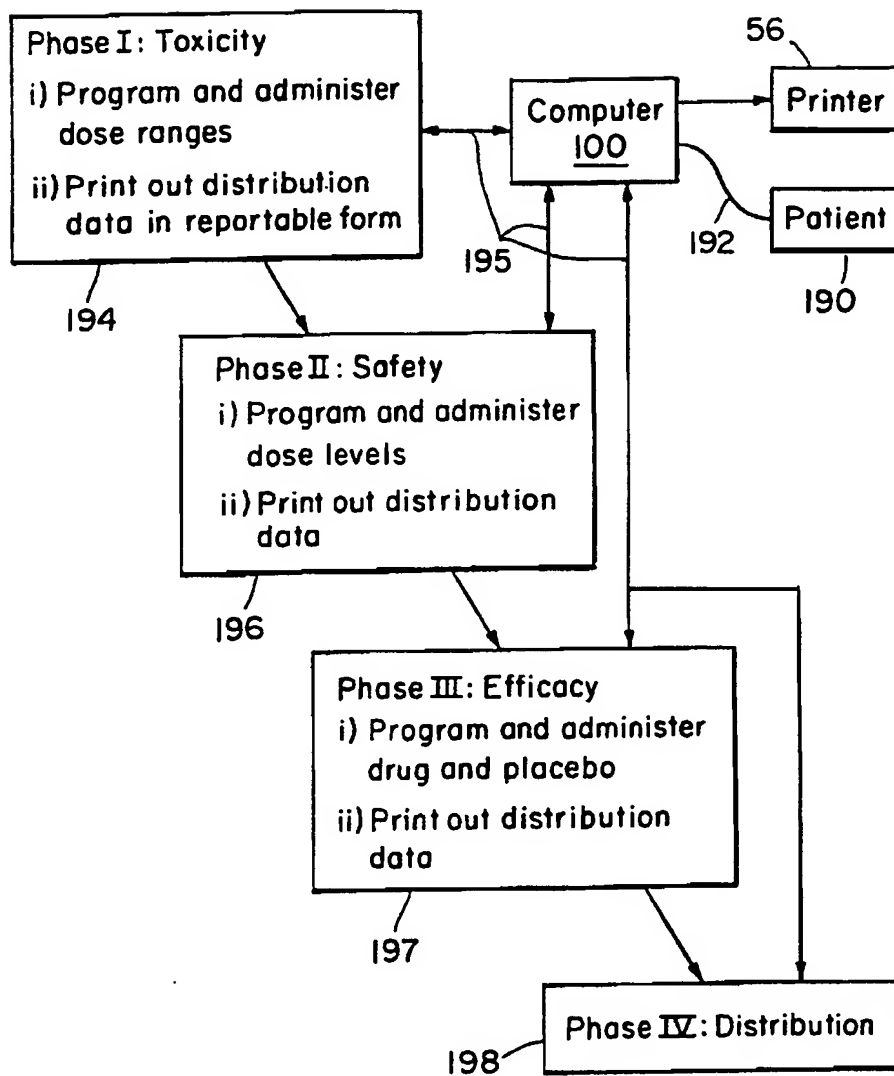 Phase I: Toxicity
i) Program and administer
dose ranges
ii) Print out distribution
data in reportable form
194
Computer
100
56
Printer
192
Patient
190
195
Phase II: Safety
i) Program and administer
dose levels
ii) Print out distribution
data
196
Phase III: Efficacy
i) Program and administer
drug and placebo
ii) Print out distribution
data
197
Phase IV: Distribution
198